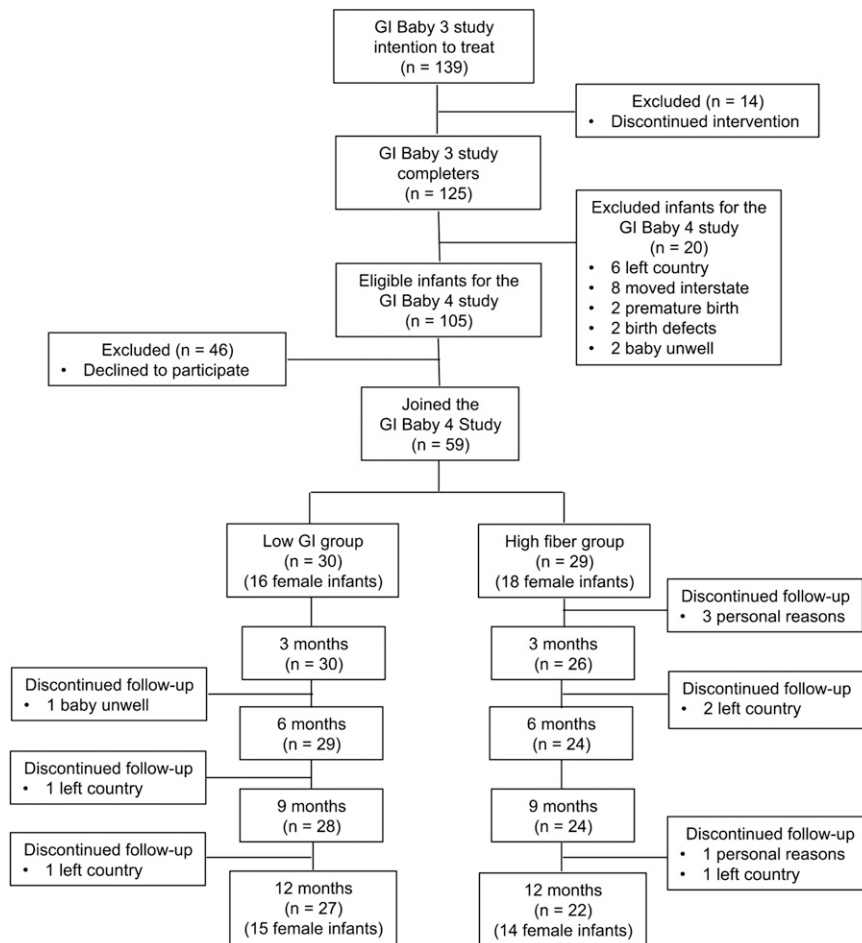 GI Baby 3 study
intention to treat
(n = 139)
Excluded (n = 14)
• Discontinued intervention
GI Baby 3 study
completers
(n = 125)
Excluded infants for the
GI Baby 4 study
(n = 20)
• 6 left country
• 8 moved interstate
• 2 premature birth
• 2 birth defects
• 2 baby unwell
Eligible infants for the
GI Baby 4 study
(n = 105)
Excluded (n = 46)
• Declined to participate
Joined the
GI Baby 4 Study
(n = 59)
Low GI group
(n = 30)
(16 female infants)
High fiber group
(n = 29)
(18 female infants)
Discontinued follow-up
• 3 personal reasons
3 months
(n = 30)
3 months
(n = 26)
Discontinued follow-up
• 1 baby unwell
Discontinued follow-up
• 2 left country
6 months
(n = 29)
6 months
(n = 24)
Discontinued follow-up
• 1 left country
9 months
(n = 28)
9 months
(n = 24)
Discontinued follow-up
• 1 left country
Discontinued follow-up
• 1 personal reasons
• 1 left country
12 months
(n = 27)
(15 female infants)
12 months
(n = 22)
(14 female infants)